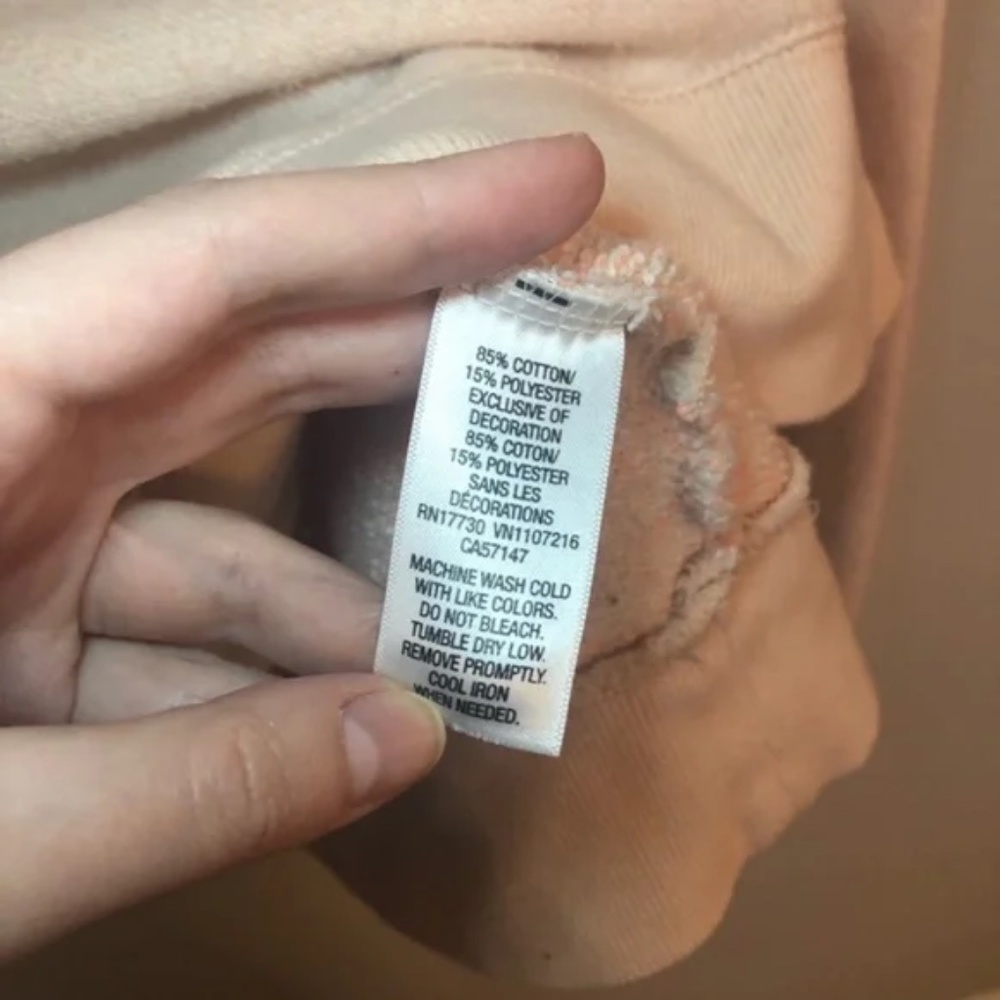 85% COTTON/
15% POLYESTER
EXCLUSIVE OF
DECORATION
85% COTON/
15% POLYESTER
SANS LES
DÉCORATIONS
RN17730 VN1107216
CA57147
MACHINE WASH COLD
WITH LIKE COLORS.
DO NOT BLEACH.
TUMBLE DRY LOW.
REMOVE PROMPTLY.
COOL IRON
WHEN NEEDED.